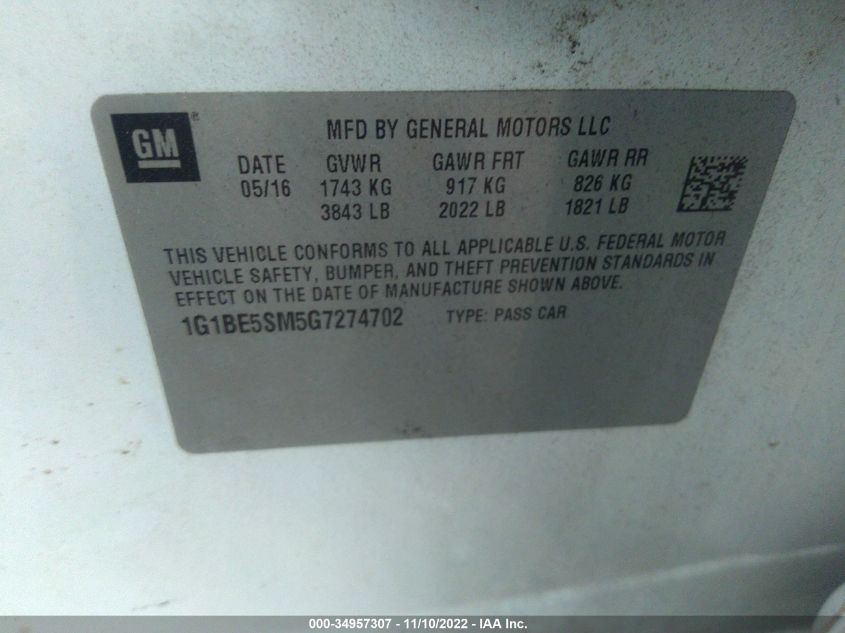 GM®
MFD BY GENERAL MOTORS LLC
DATE GVWR GAWR FRT GAWR RR
05/16 1743 KG 917 KG 826 KG
3843 LB 2022 LB 1821 LB
THIS VEHICLE CONFORMS TO ALL APPLICABLE U.S. FEDERAL MOTOR
VEHICLE SAFETY, BUMPER, AND THEFT PREVENTION STANDARDS IN
EFFECT ON THE DATE OF MANUFACTURE SHOWN ABOVE.
1G1BE5SM5G7274702 TYPE: PASS CAR
000-34957307 - 11/10/2022 - IAA Inc.